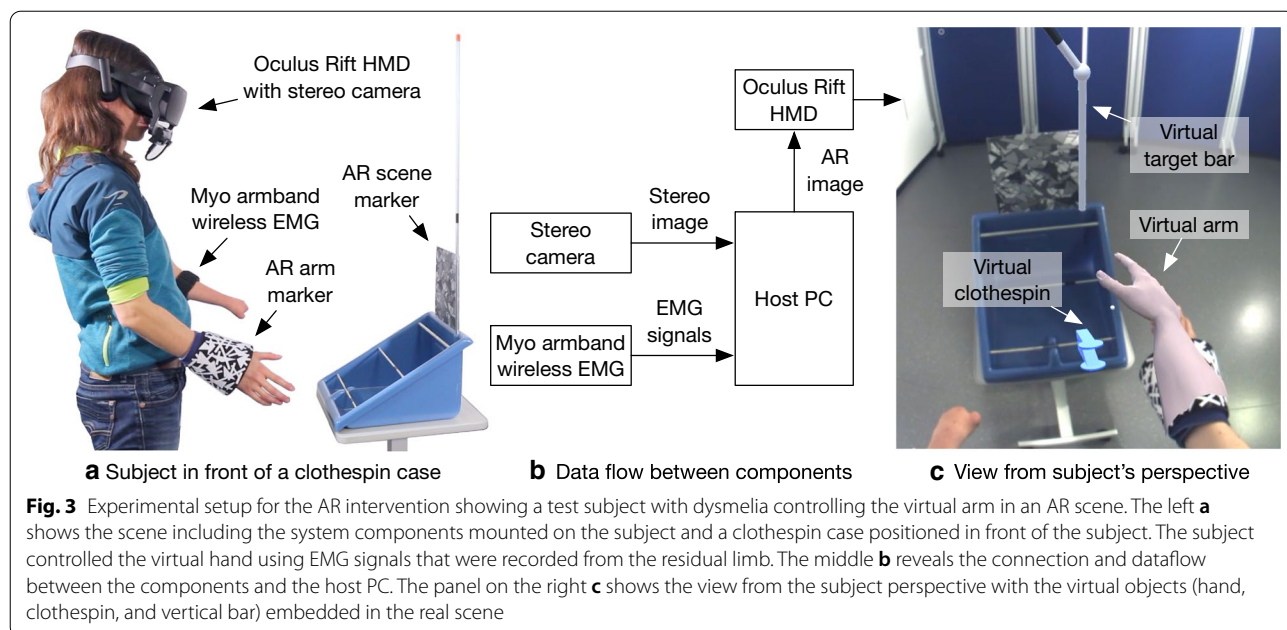 Oculus Rift HMD
with stereo camera
Myo armband
wireless EMG
AR scene
marker
AR arm
marker
a Subject in front of a clothespin case
Oculus Rift
HMD
AR
image
Stereo
image
Stereo
camera
Host PC
EMG
signals
Myo armband
wireless EMG
b Data flow between components
Virtual
target bar
Virtual arm
Virtual
clothespin
c View from subject's perspective
Fig. 3 Experimental setup for the AR intervention showing a test subject with dysmelia controlling the virtual arm in an AR scene. The left a
shows the scene including the system components mounted on the subject and a clothespin case positioned in front of the subject. The subject
controlled the virtual hand using EMG signals that were recorded from the residual limb. The middle b reveals the connection and dataflow
between the components and the host PC. The panel on the right c shows the view from the subject perspective with the virtual objects (hand,
clothespin, and vertical bar) embedded in the real scene